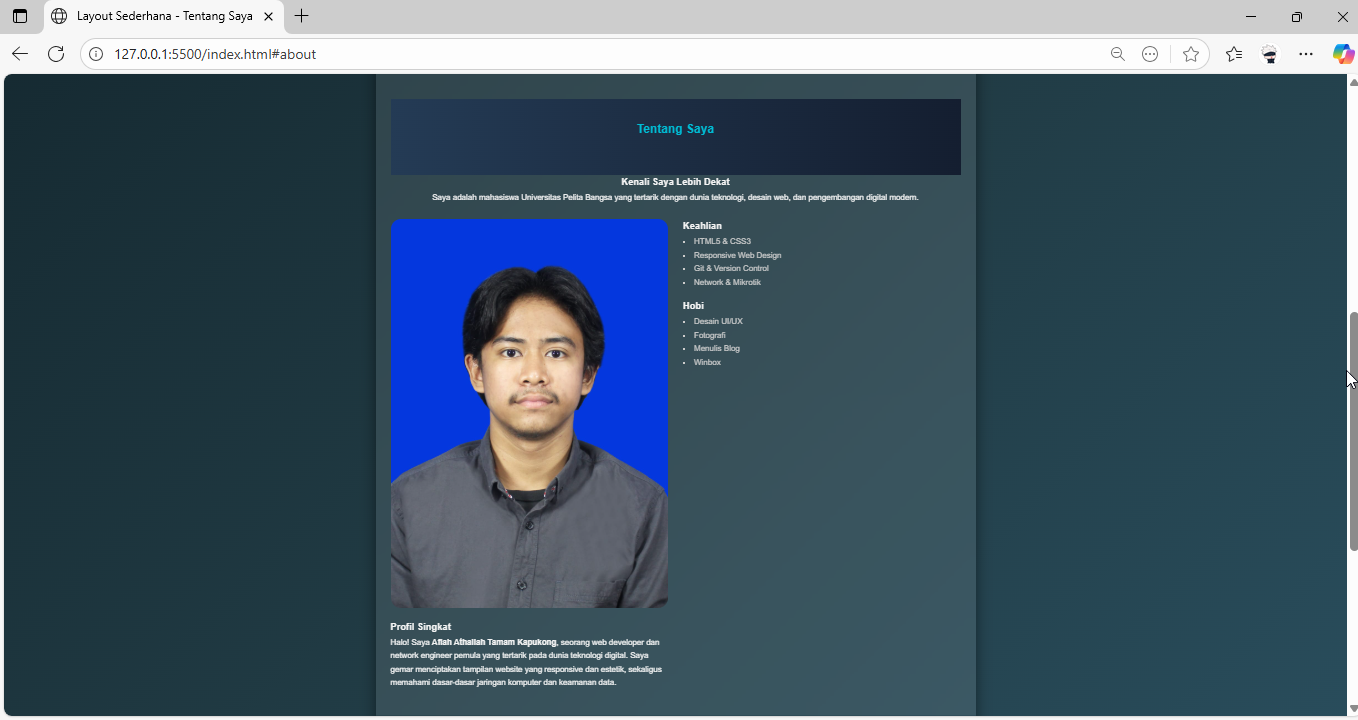 Layout Sederhana - Tentang Saya
127.0.0.1:5500/index.html#about
Tentang Saya
Kenali Saya Lebih Dekat
Saya adalah mahasiswa Universitas Pelita Bangsa yang tertarik dengan dunia teknologi, desain web, dan pengembangan digital modern.
Keahlian
• HTML5 & CSS3
• Responsive Web Design
• Git & Version Control
• Network & Mikrotik
Hobi
• Desain UI/UX
• Fotografi
• Menulis Blog
• Winbox
Profil Singkat
Halo! Saya Aflah Athallah Tamam Kapukong, seorang web developer dan
network engineer pemula yang tertarik pada dunia teknologi digital. Saya
gemar menciptakan tampilan website yang responsive dan estetik, sekaligus
memahami dasar-dasar jaringan komputer dan keamanan data.